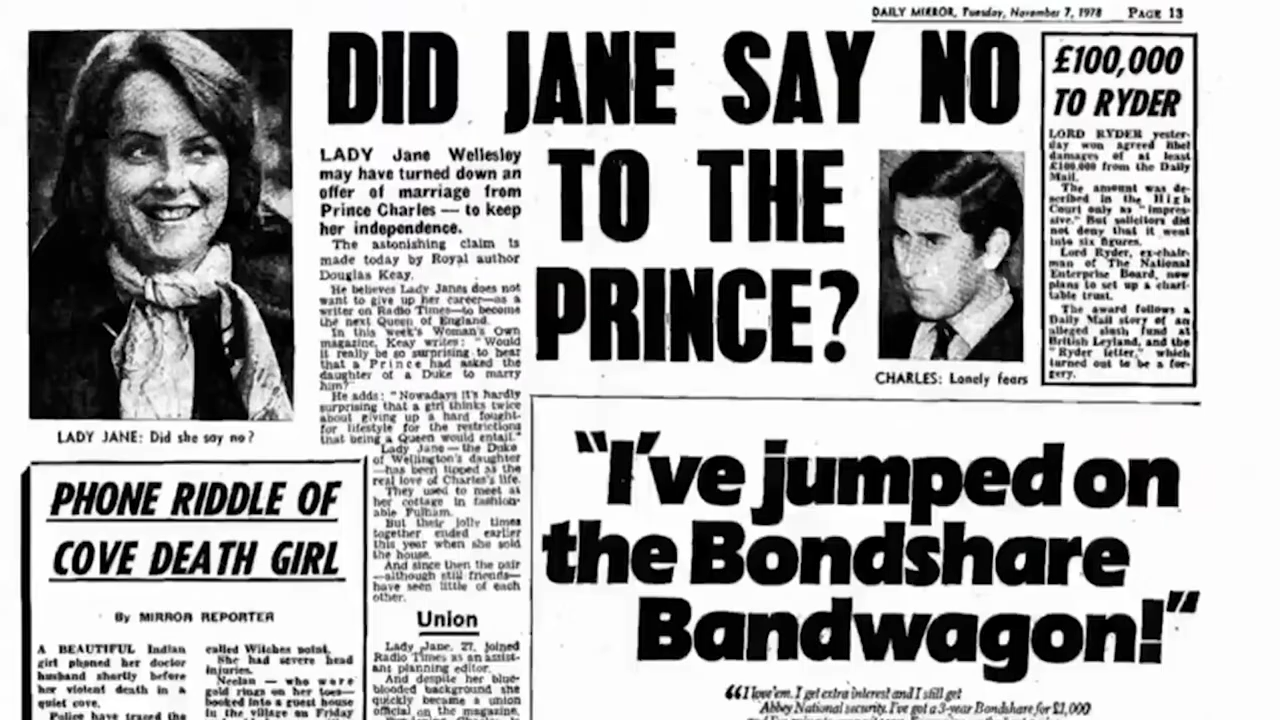 DAILY MIRROR, Tuesday, November 7, 1978 PAGE 13
DID JANE SAY NO
TO THE
PRINCE?
LADY JANE: Did she say no?
LADY Jane Wellesley
may have turned down an
offer of marriage from
Prince Charles — to keep
her independence.
The astonishing claim is
made today by Royal author
Douglas Keay.
He believes Lady Janes does not
want to give up her career—as a
writer on Radio Times—to become
the next Queen of England.
In this week's Woman's Own
magazine, Keay writes: "Would
it really be so surprising to hear
that a Prince had asked the
daughter of a Duke to marry
him?"
He adds: "Nowadays it's hardly
surprising that a girl thinks twice
about giving up a hard fought-
for lifestyle for the restrictions
that being a Queen would entail."
Lady Jane—the Duke
of Wellington's daughter
—has been tipped as the
real love of Charles's life.
They used to meet at
her cottage in fashion-
able Fulham.
But their jolly times
together ended earlier
this year when she sold
the house.
And since then the pair
—although still friends—
have seen little of each
other.
Union
Lady Jane, 27, joined
Radio Times as an assist-
ant planning editor.
And despite her blue-
blooded background she
quickly became a union
official on the magazine.
CHARLES: Lonely fears
£100,000
TO RYDER
LORD RYDER yester-
day won agreed libel
damages of at least
£100,000 from the Daily
Mail.
The amount was de-
scribed in the High
Court only as "impres-
sive." But solicitors did
not deny that it went
into six figures.
Lord Ryder, ex-chair-
man of The National
Enterprise Board, now
plans to set up a charit-
table trust.
The award follows a
Daily Mail story of an
alleged slush fund at
British Leyland, and the
"Ryder letter," which
turned out to be a for-
gery.
PHONE RIDDLE OF
COVE DEATH GIRL
By MIRROR REPORTER
A BEAUTIFUL Indian
girl phoned her doctor
husband shortly before
her violent death in a
quiet cove.
Police have traced the
called Witches point.
She had severe head
injuries.
Neelan — who wore
gold rings on her toes—
booked into a guest house
in the village on Friday
"I've jumped on
the Bondshare
Bandwagon!"
"I love 'em. I get extra interest and I still get
Abbey National security. I've got a 3-year Bondshare for £1,000